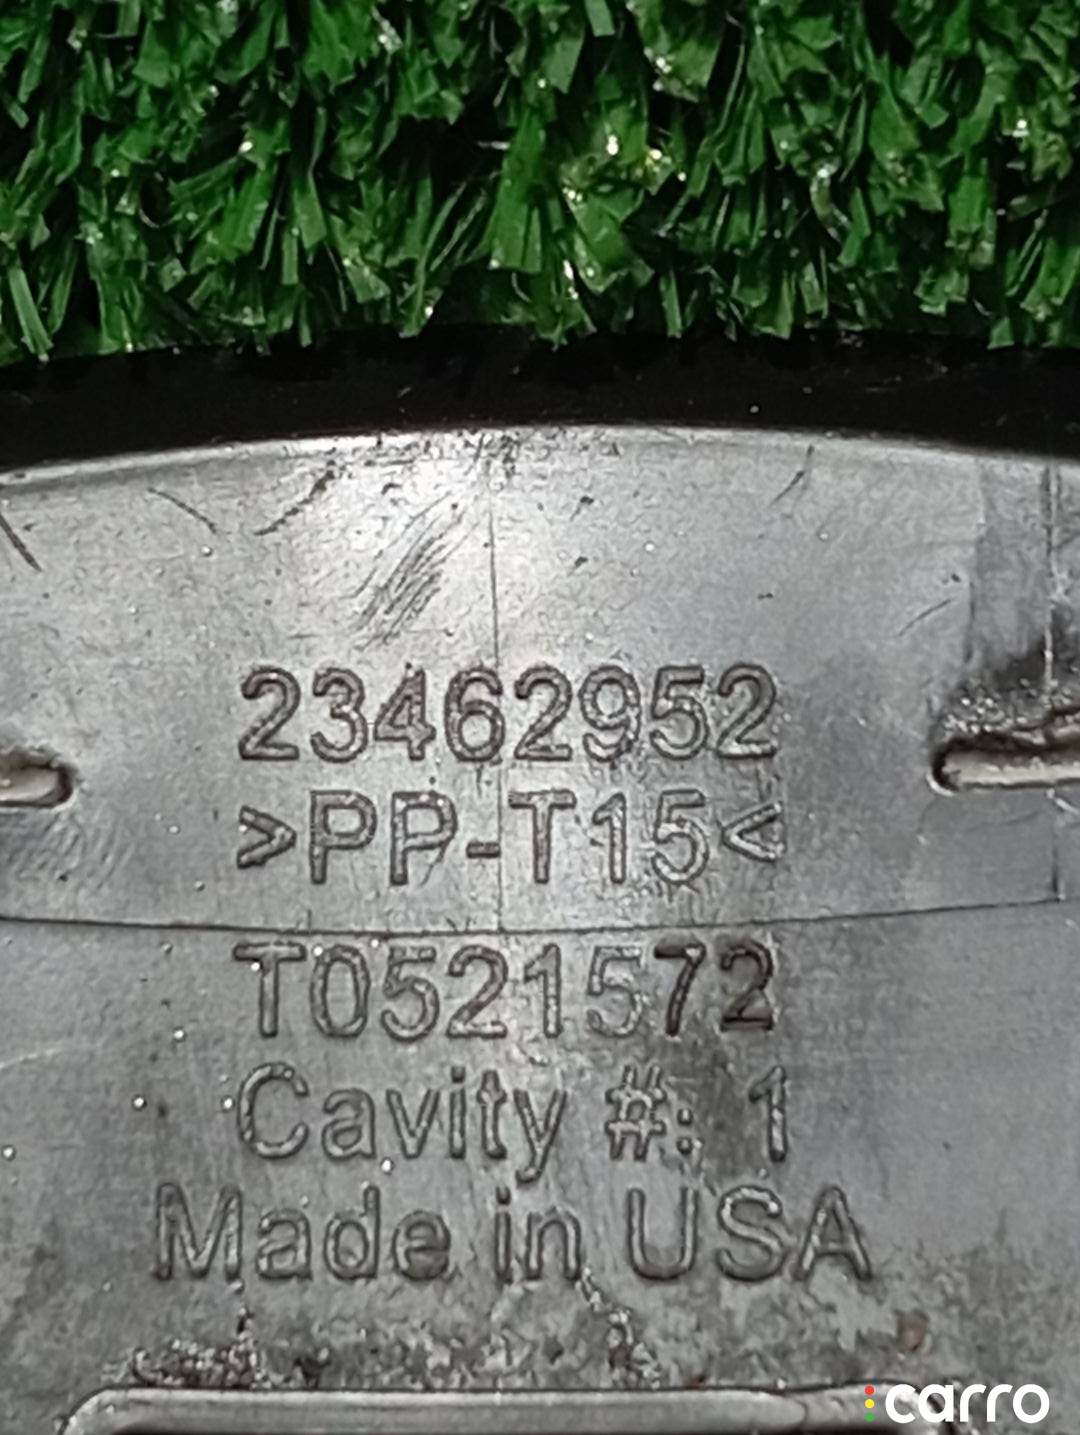 23462952
>PP-T15<
T0521572
Cavity #: 1
Made in USA
carro